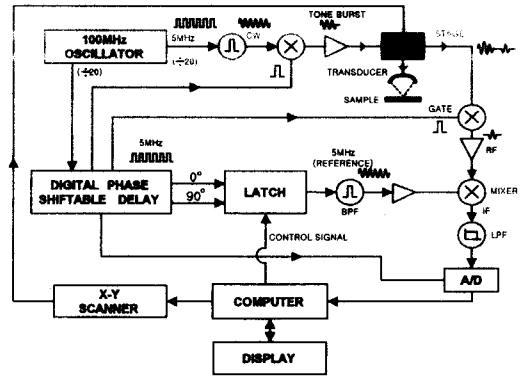 TONE BURST
100MHz
OSCILLATOR
5MHz
(÷20)
CW
STAGE
(÷20)
TRANSDUCER
SAMPLE
GATE
5MHz
RF
5MHz
(REFERENCE)
DIGITAL PHASE
SHIFTABLE DELAY
0°
90°
LATCH
BPF
MIXER
IF
LPF
CONTROL SIGNAL
A/D
X-Y
SCANNER
COMPUTER
DISPLAY